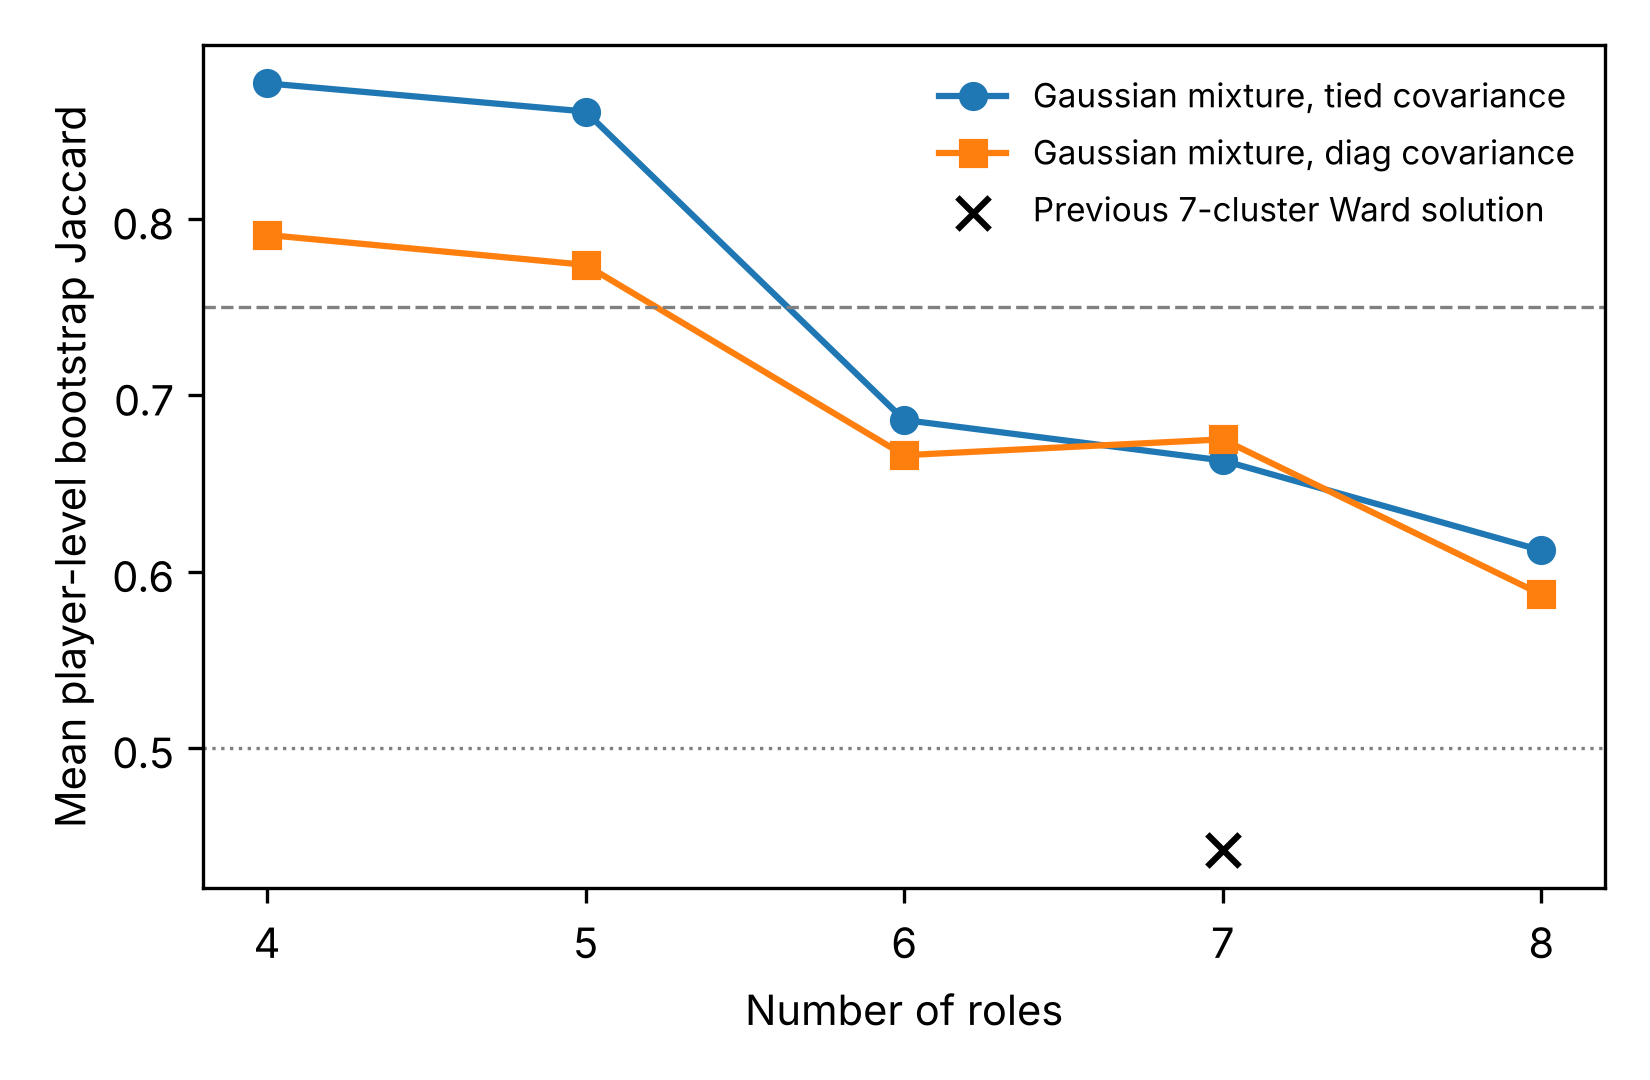 Gaussian mixture, tied covariance
Gaussian mixture, diag covariance
Previous 7-cluster Ward solution
Mean player-level bootstrap Jaccard
0.8
0.7
0.6
0.5
4 5 6 7 8
Number of roles